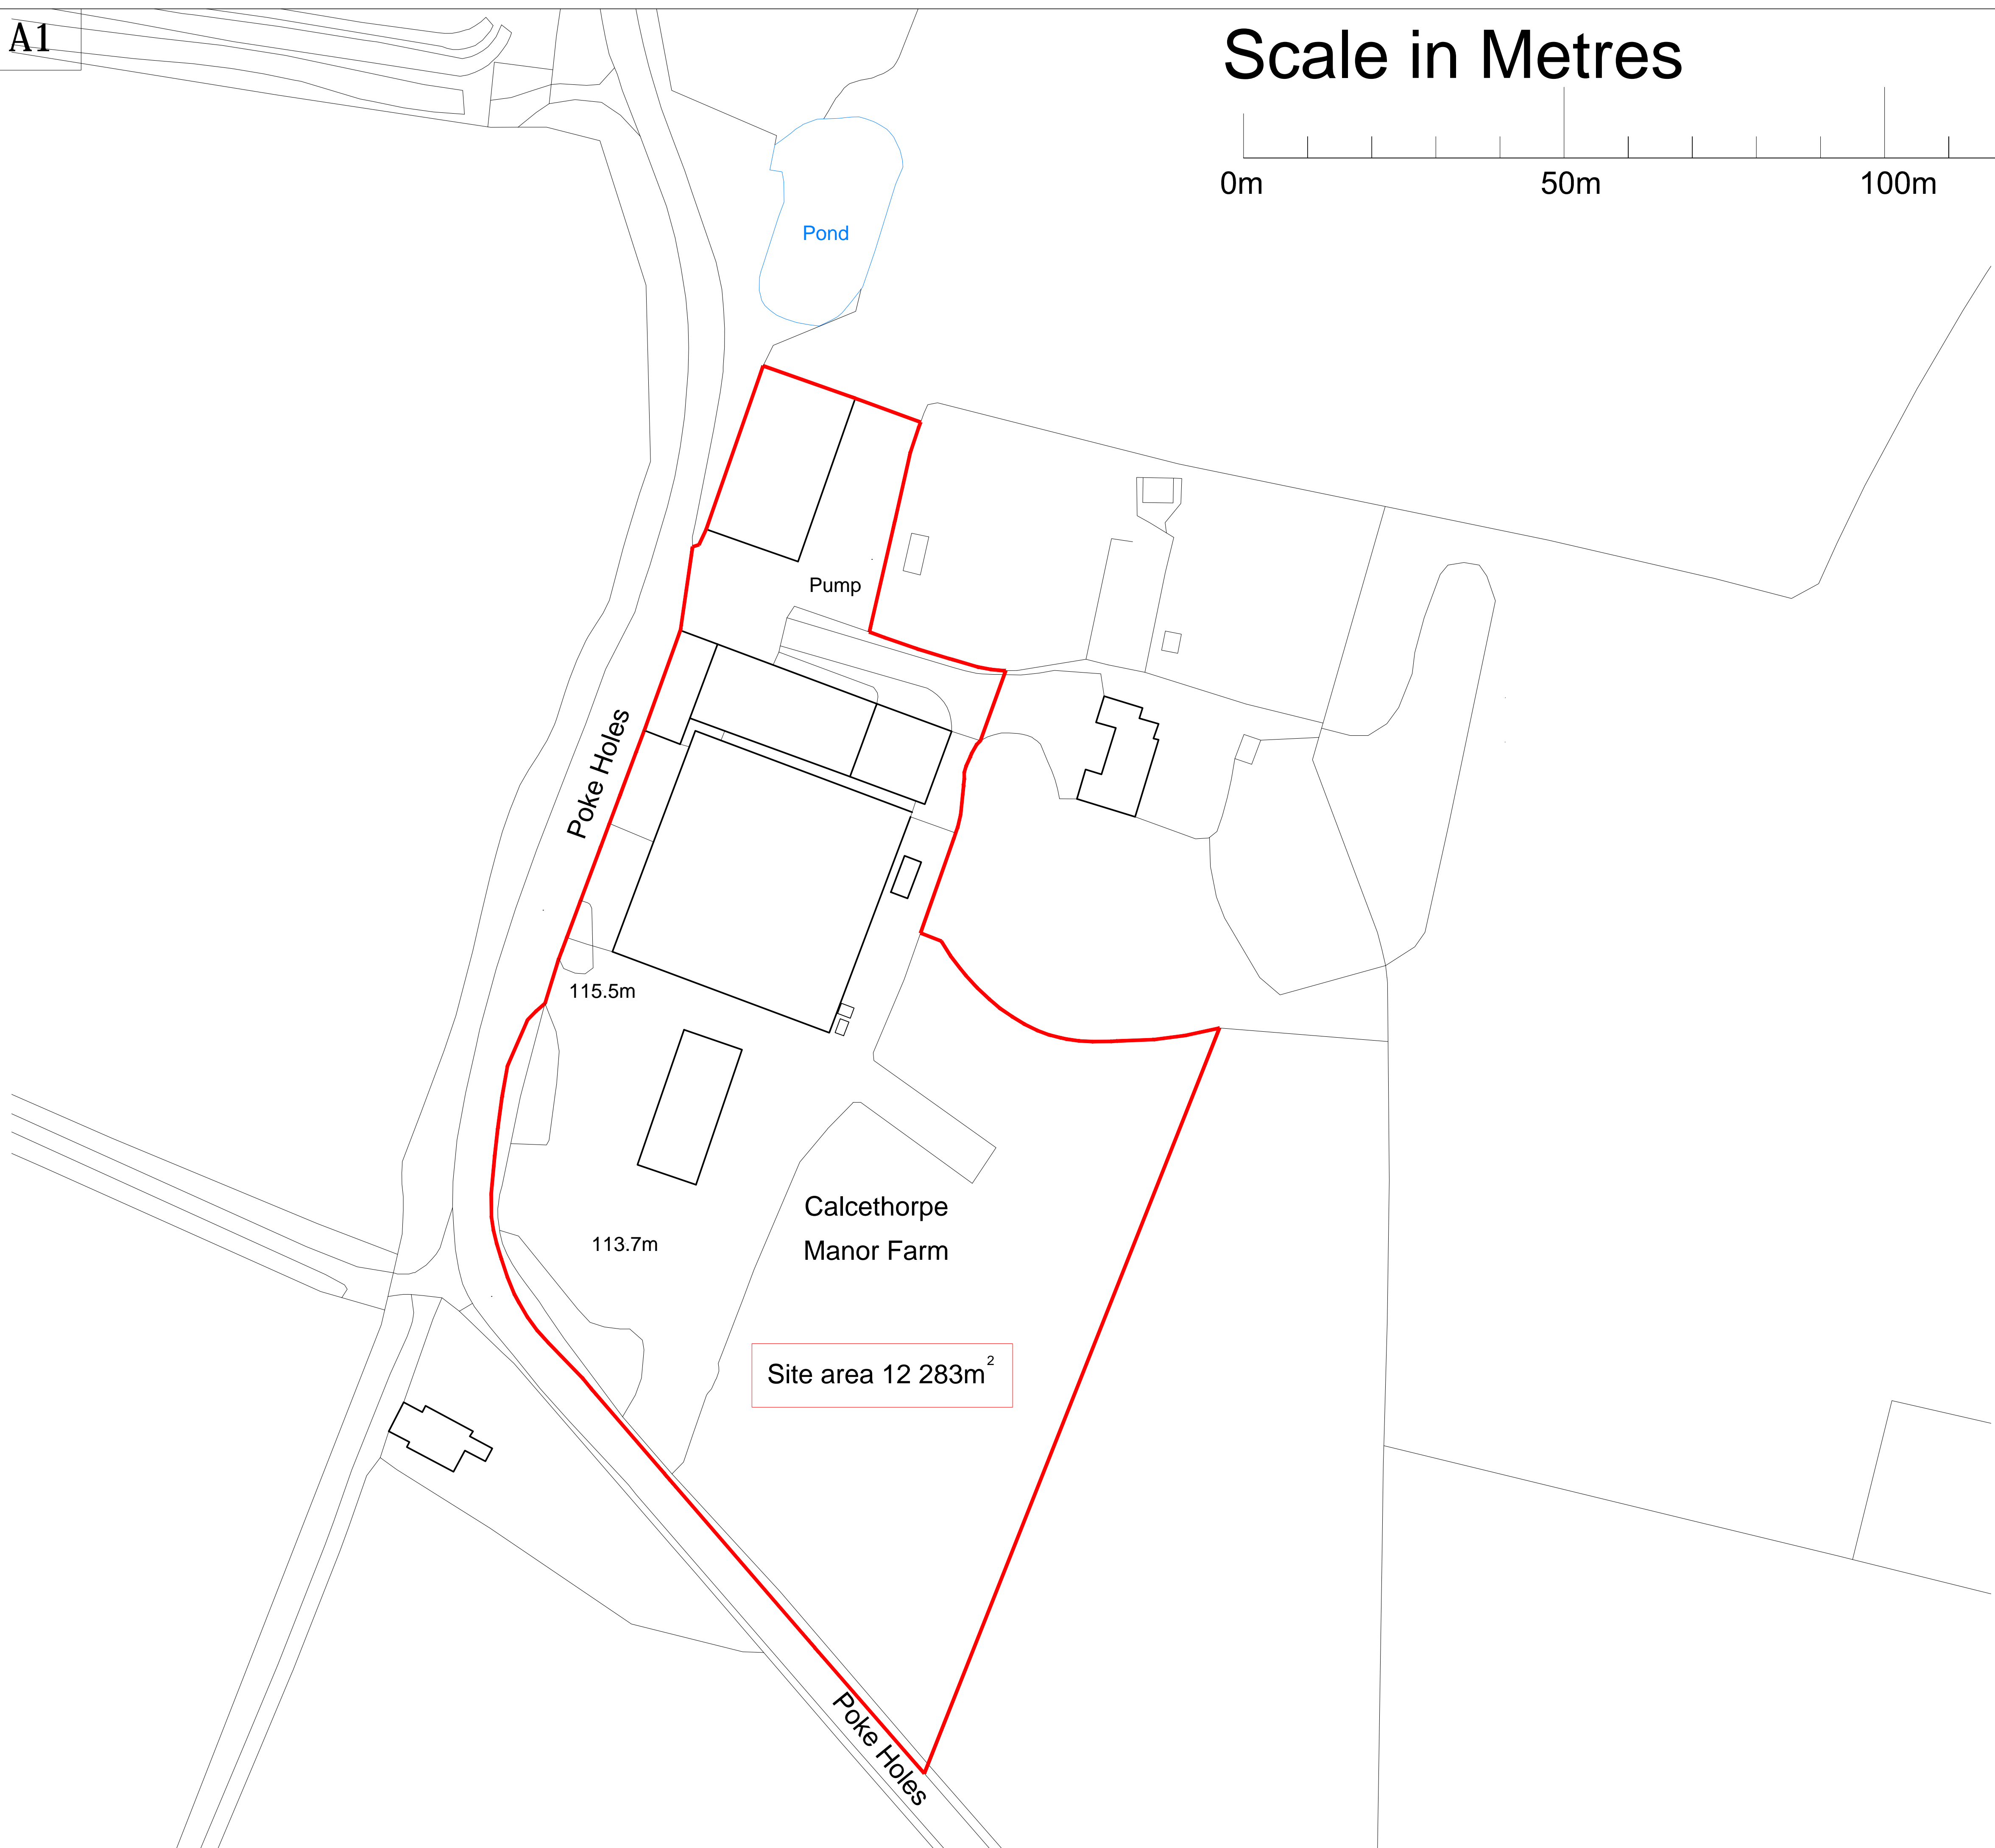 A1
Scale in Metres
0m 50m 100m
Pond
Pump
Poke Holes
115.5m
Calcethorpe
Manor Farm
113.7m
Site area 12 283m²
Poke Holes